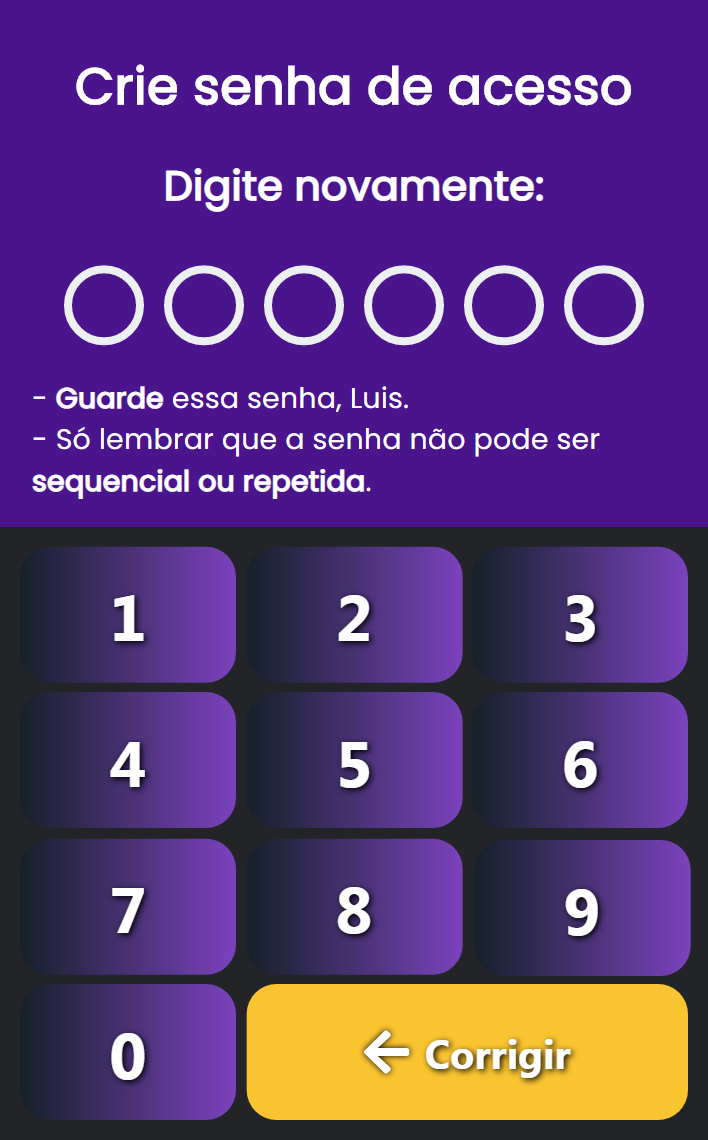 Crie senha de acesso
Digite novamente:
- Guarde essa senha, Luis.
- Só lembrar que a senha não pode ser
sequencial ou repetida.
1 2 3
4 5 6
7 8 9
0 ← Corrigir